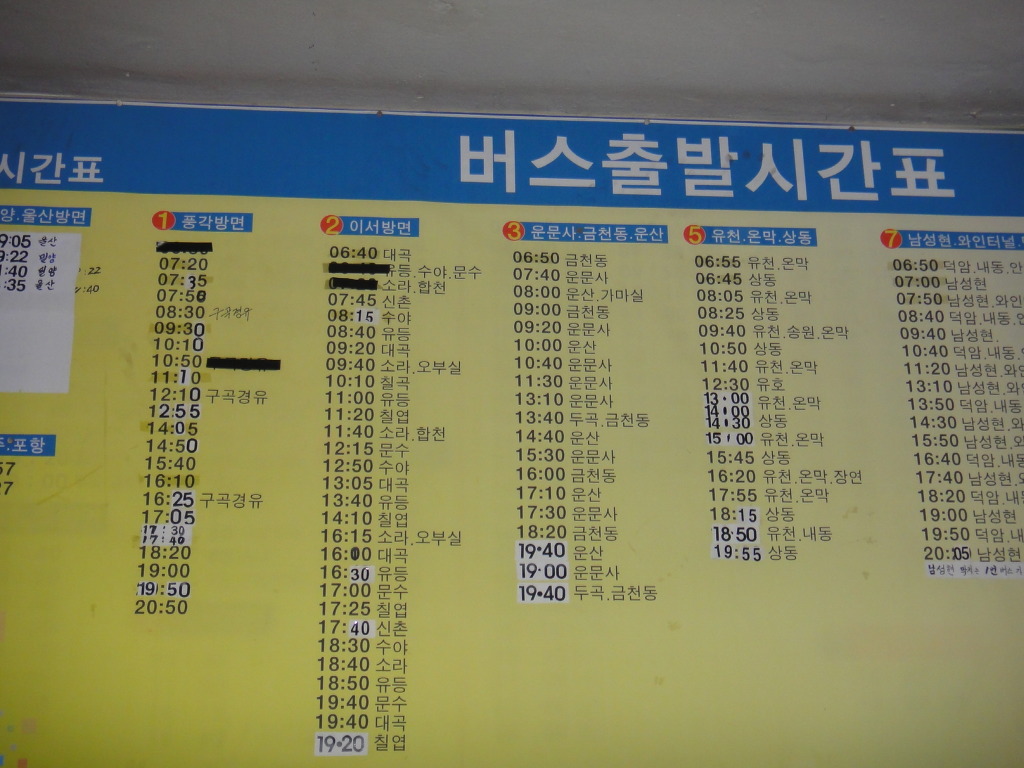 시간표
버스출발시간표
양.울산방면
9:05 울산
9:22 밀양
1:40 밀양
:35 울산
:22
:40
포항
57
27
1 풍각방면
07:20
07:35
07:50
08:30 구곡경유
09:30
10:10
10:50
11:10
12:10 구곡경유
12:55
14:05
14:50
15:40
16:10
16:25 구곡경유
17:05
17:30
17:40
18:20
19:00
19:50
20:50
2 이서방면
06:40 대곡
유등.수야.문수
소라.합천
07:45 신촌
08:15 수야
08:40 유등
09:20 대곡
09:40 소라.오부실
10:10 칠곡
11:00 유등
11:20 칠엽
11:40 소라.합천
12:15 문수
12:50 수야
13:05 대곡
13:40 유등
14:10 칠엽
16:15 소라.오부실
16:00 대곡
16:30 유등
17:00 문수
17:25 칠엽
17:40 신촌
18:30 수야
18:40 소라
18:50 유등
19:40 문수
19:40 대곡
19·20 칠엽
3 운문사.금천동.운산
06:50 금천동
07:40 운문사
08:00 운산.가마실
09:00 금천동
09:20 운문사
10:00 운산
10:40 운문사
11:30 운문사
13:10 운문사
13:40 두곡.금천동
14:40 운산
15:30 운문사
16:00 금천동
17:10 운산
17:30 운문사
18:20 금천동
19·40 운산
19·00 운문사
19·40 두곡.금천동
5 유천.온막.상동
06:55 유천.온막
06:45 상동
08:05 유천.온막
08:25 상동
09:40 유천.송원.온막
10:50 상동
11:40 유천.온막
12:30 유호
13:00 유천.온막
14:00
14:30 상동
15:00 유천.온막
15:45 상동
16:20 유천.온막.장연
17:55 유천.온막
18:15 상동
18·50 유천.내동
19:55 상동
7 남성현.와인터널.
06:50 덕암.내동.안
07:00 남성현
07:50 남성현.와인
08:40 덕암.내동.
09:40 남성현.
10:40 덕암.내동.
11:20 남성현.와인
13:10 남성현.와
13:50 덕암.내동
14:30 남성현.와
15:50 남성현.와
16:40 덕암.내동
17:40 남성현.와
18:20 덕암.내동
19:00 남성현
19:50 덕암.내
20:05 남성현
남성현 막차는 1번 버스